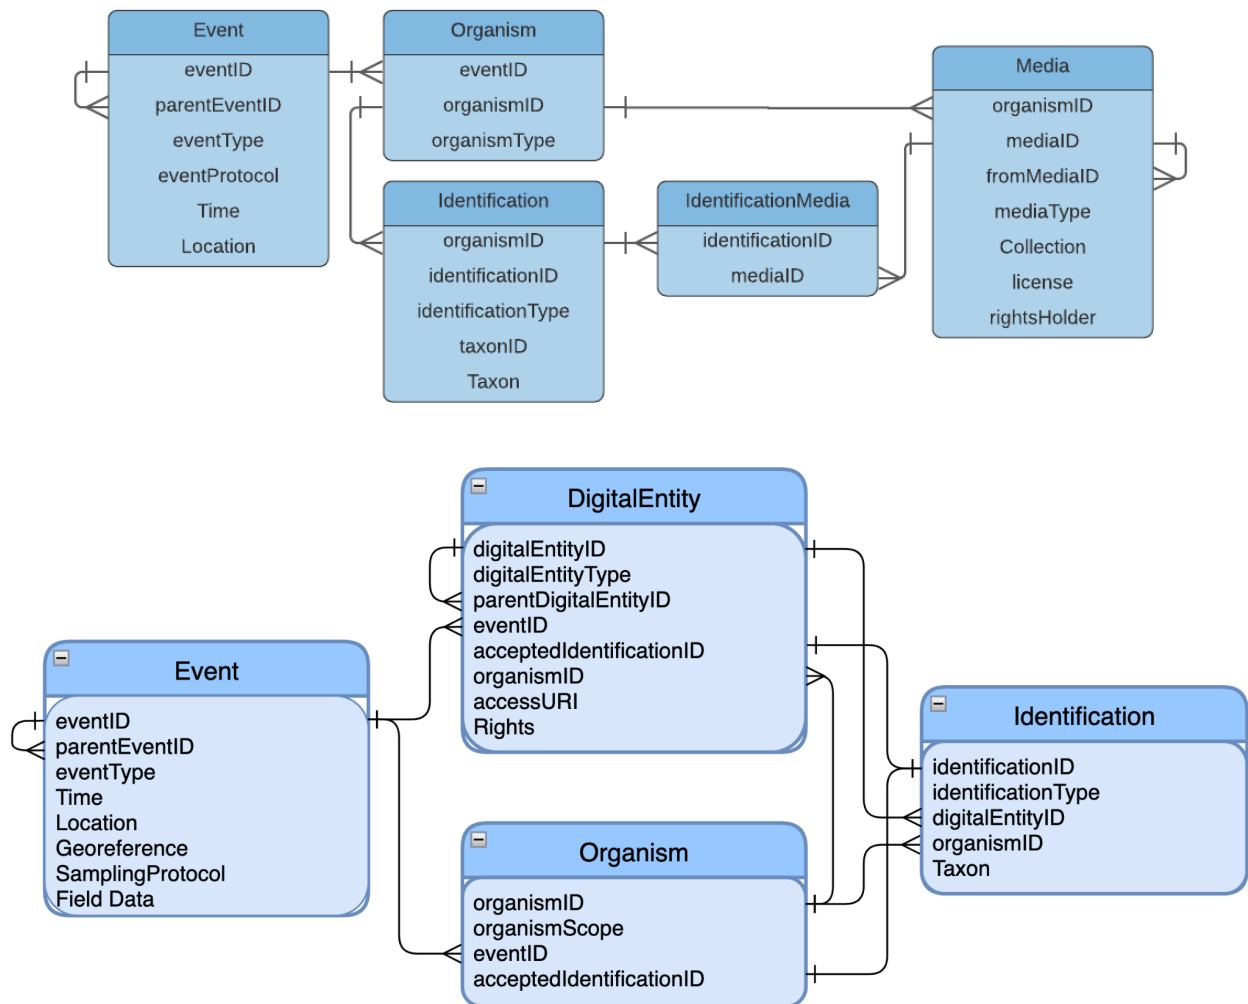 Event
eventID
parentEventID
eventType
eventProtocol
Time
Location
Organism
eventID
organismID
organismType
Identification
organismID
identificationID
identificationType
taxonID
Taxon
IdentificationMedia
identificationID
mediaID
Media
organismID
mediaID
fromMediaID
mediaType
Collection
license
rightsHolder
DigitalEntity
digitalEntityID
digitalEntityType
parentDigitalEntityID
eventID
acceptedIdentificationID
organismID
accessURI
Rights
Event
eventID
parentEventID
eventType
Time
Location
Georeference
SamplingProtocol
Field Data
Organism
organismID
organismScope
eventID
acceptedIdentificationID
Identification
identificationID
identificationType
digitalEntityID
organismID
Taxon